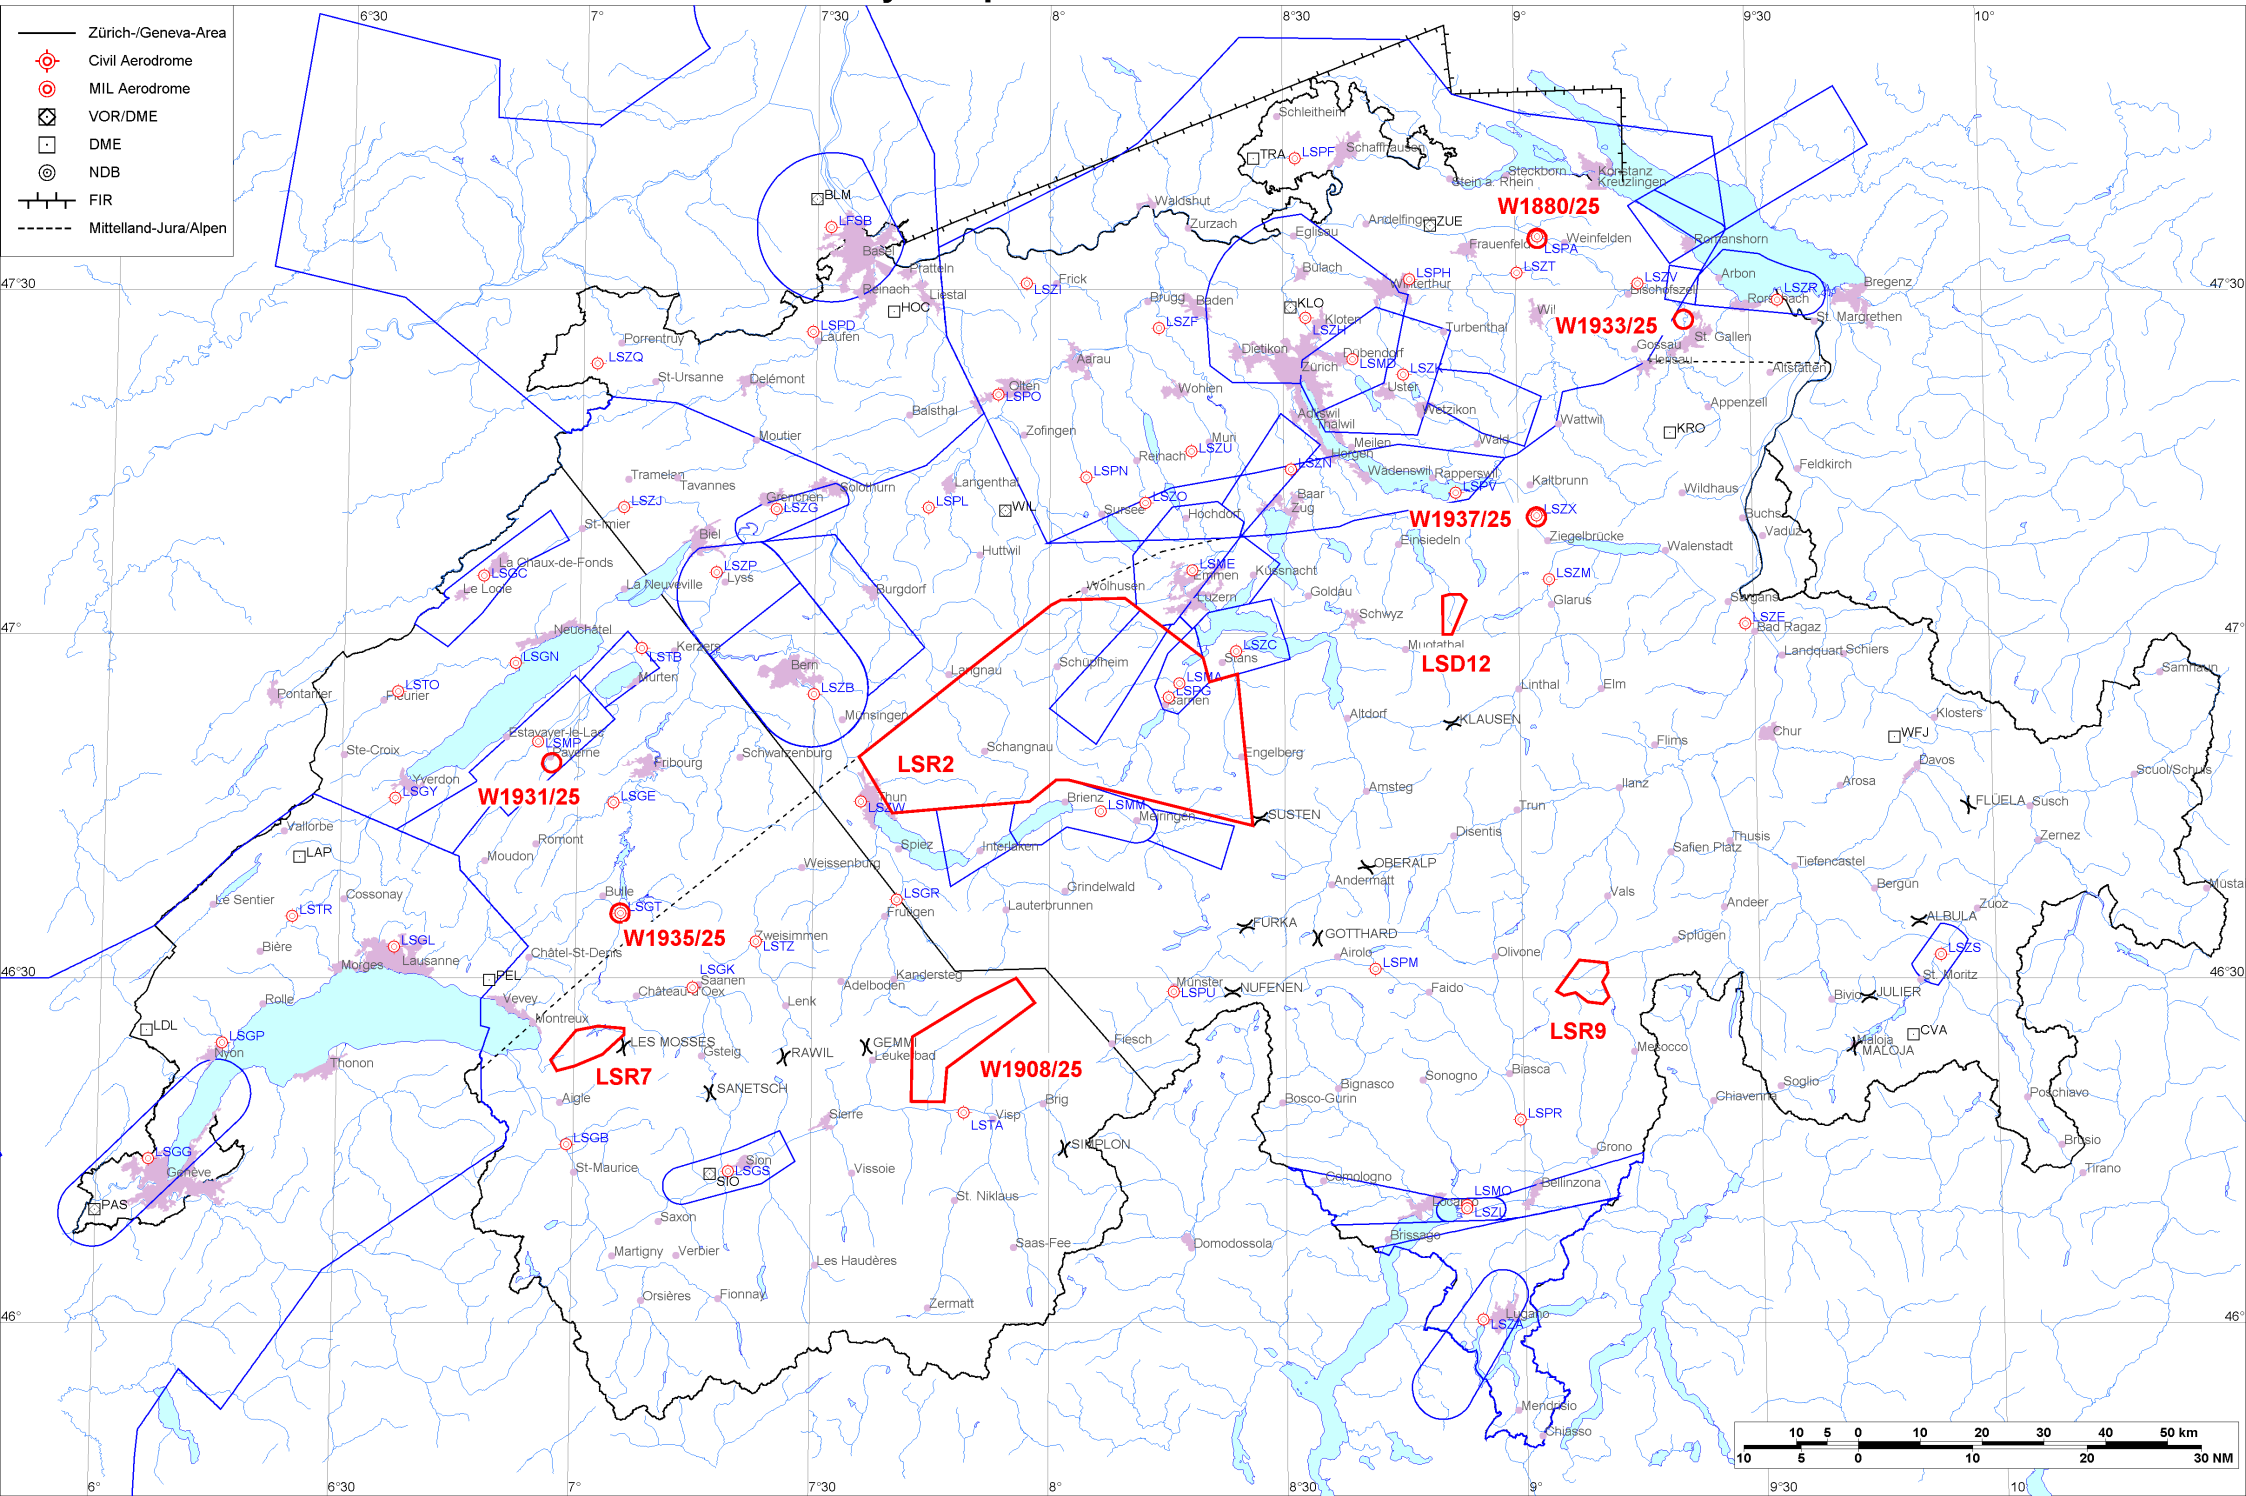 6°30
7°
7°30
8°
8°30
9°
9°30
10°
Zürich-/Geneva-Area
Civil Aerodrome
MIL Aerodrome
VOR/DME
DME
NDB
FIR
Mittelland-Jura/Alpen
Schleitheim
TRA
LSPF
Schaffhausen
Steckborn
Konstanz
Stein a. Rhein
Kreuzlingen
BLM
LFSB
Basel
Waldshut
Zurzach
Eglisau
Andelfingen
ZUE
W1880/25
LSPA
Weinfelden
Frauenfeld
Romanshorn
Pratteln
Reinach
Liestal
HOC
Frick
LSZI
Bülach
LSPH
Winterthur
LSZT
LSZV
Bischofszell
Arbon
LSZR
Rorschach
Bregenz
47°30
47°30
Brugg
Baden
KLO
Kloten
LSZH
Wil
W1933/25
St. Margrethen
LSPD
Laufen
LSZF
Turbenthal
St. Gallen
Porrentruy
LSZQ
Dietikon
Dübendorf
LSMD
Zürich
LSZK
Gossau
Herisau
Altstätten
St-Ursanne
Delémont
Aarau
Olten
LSPO
Wohlen
Uster
Balsthal
Adliswil
Thalwil
Wetzikon
Appenzell
Wattwil
KRO
Moutier
Zofingen
Muri
LSZU
Meilen
Horgen
Wald
Reinach
LSZN
Wädenswil
Rapperswil
Feldkirch
Tramelan
Tavannes
LSPN
Kaltbrunn
Wildhaus
LSZJ
Grenchen
Solothurn
LSZG
Langenthal
LSPL
WIL
LSZO
Sursee
Hochdorf
Baar
Zug
LSPV
W1937/25
LSZX
Buchs
Vaduz
St-Imier
Biel
Huttwil
Einsiedeln
Ziegelbrücke
Walenstadt
La Chaux-de-Fonds
LSGC
Le Locle
LSZP
Lyss
La Neuveville
Burgdorf
Wolhusen
LSME
Emmen
Küssnacht
Luzern
Goldau
LSZM
Glarus
Schwyz
Sargans
LSZE
Bad Ragaz
47°
47°
Neuchâtel
LSGN
LSTB
Kerzers
Murten
Bern
LSZB
Langnau
Schüpfheim
LSZC
Stans
LSMA
LSPG
Sarnen
Muotathal
LSD12
Landquart
Schiers
Samnaun
Pontarlier
LSTO
Fleurier
Münsingen
Altdorf
KLAUSEN
Linthal
Elm
Klosters
WFJ
Chur
Davos
Ste-Croix
Estavayer-le-Lac
LSMP
Payerne
Fribourg
Schwarzenburg
Schangnau
LSR2
Engelberg
Flims
Yverdon
LSGY
W1931/25
LSGE
Thun
LSZW
Brienz
LSMM
Meiringen
SUSTEN
Amsteg
Trun
Ilanz
Arosa
Scuol/Schuls
FLÜELA
Susch
Vallorbe
LAP
Romont
Moudon
Spiez
Interlaken
Disentis
Safien Platz
Thusis
Zernez
Weissenburg
OBERALP
Andermatt
Tiefencastel
Le Sentier
Cossonay
LSTR
Bulle
LSGT
W1935/25
LSGR
Frutigen
Grindelwald
Lauterbrunnen
FURKA
GOTTHARD
Vals
Andeer
Bergun
Zuoz
ALBULA
Müsta
Bière
LSGL
Lausanne
Morges
Châtel-St-Denis
Zweisimmen
LSTZ
Airolo
LSPM
Olivone
Splügen
LSZS
St. Moritz
46°30
46°30
PEL
LSGK
Saanen
Château-d'Oex
Kandersteg
Adelboden
Münster
LSPU
NUFENEN
Faido
Rolle
Vevey
Montreux
Lenk
Bivio
JULIER
LDL
LSGP
Nyon
Thonon
LES MOSSES
LSR7
Gsteig
RAWIL
GEMMI
Leukerbad
W1908/25
Fiesch
LSR9
Mesocco
Maloja
MALOJA
CVA
SANETSCH
Aigle
Sierre
LSTA
Visp
Brig
Bignasco
Sonogno
Biasca
Bosco-Gurin
Chiavenna
Soglio
Poschiavo
LSGB
LSPR
SIMPLON
Grono
Brusio
Tirano
LSGG
Genève
St-Maurice
Sion
LSGS
SIO
Vissoie
St. Niklaus
Comologno
LSMO
Locarno
LSZL
Bellinzona
PAS
Saxon
Martigny
Verbier
Les Haudères
Saas-Fee
Domodossola
Brissago
Orsières
Fionnay
Zermatt
46°
46°
Lugano
LSZA
Mendrisio
Chiasso
10 5 0 10 20 30 40 50 km
10 5 0 10 20 30 NM
6°
6°30
7°
7°30
8°
8°30
9°
9°30
10